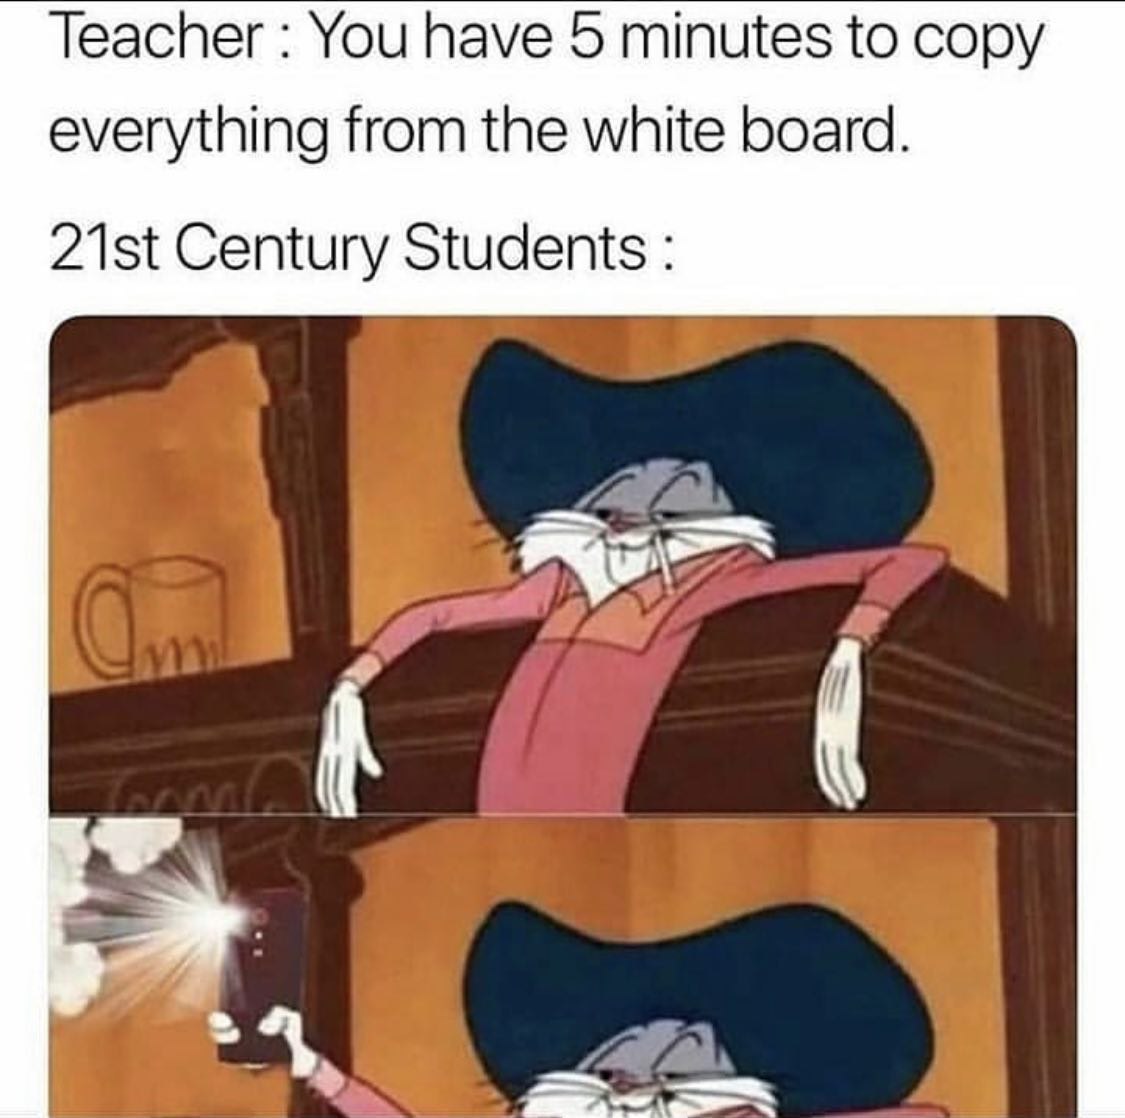 Teacher : You have 5 minutes to copy
everything from the white board.
21st Century Students :